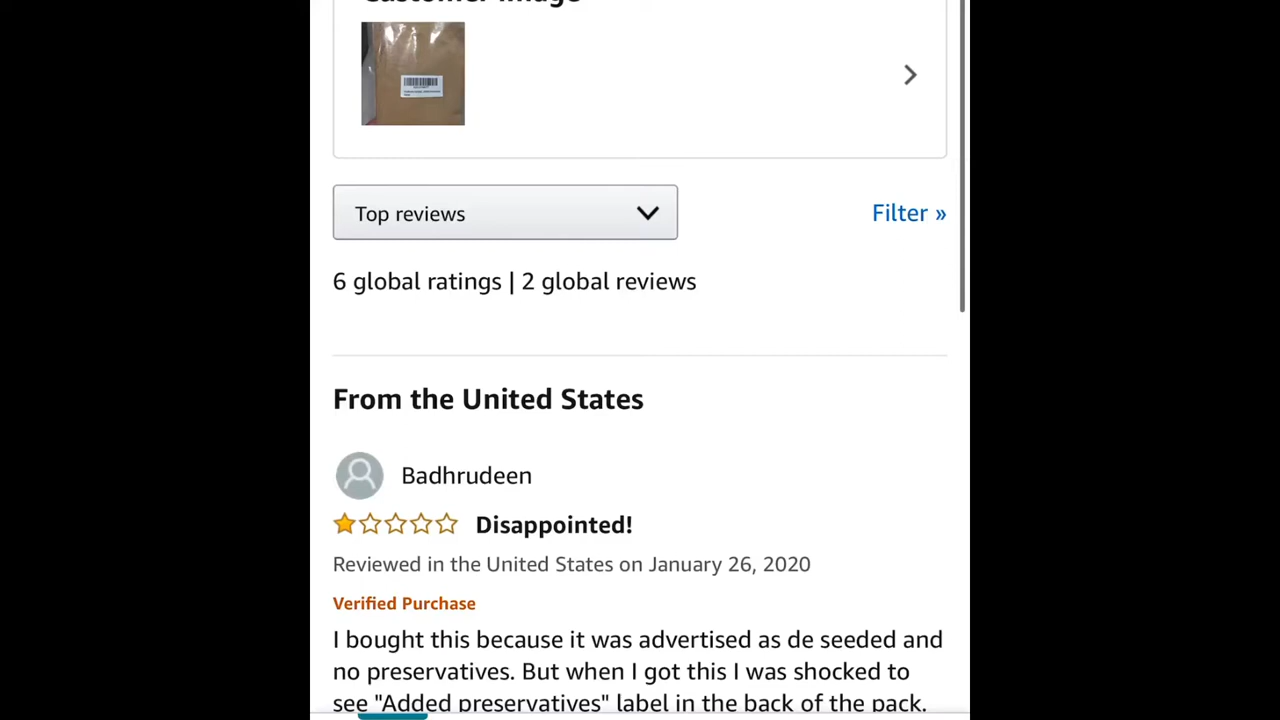 Customer Image
Top reviews
Filter »
6 global ratings | 2 global reviews
From the United States
Badhrudeen
Disappointed!
Reviewed in the United States on January 26, 2020
Verified Purchase
I bought this because it was advertised as de seeded and
no preservatives. But when I got this I was shocked to
see "Added preservatives" label in the back of the pack.